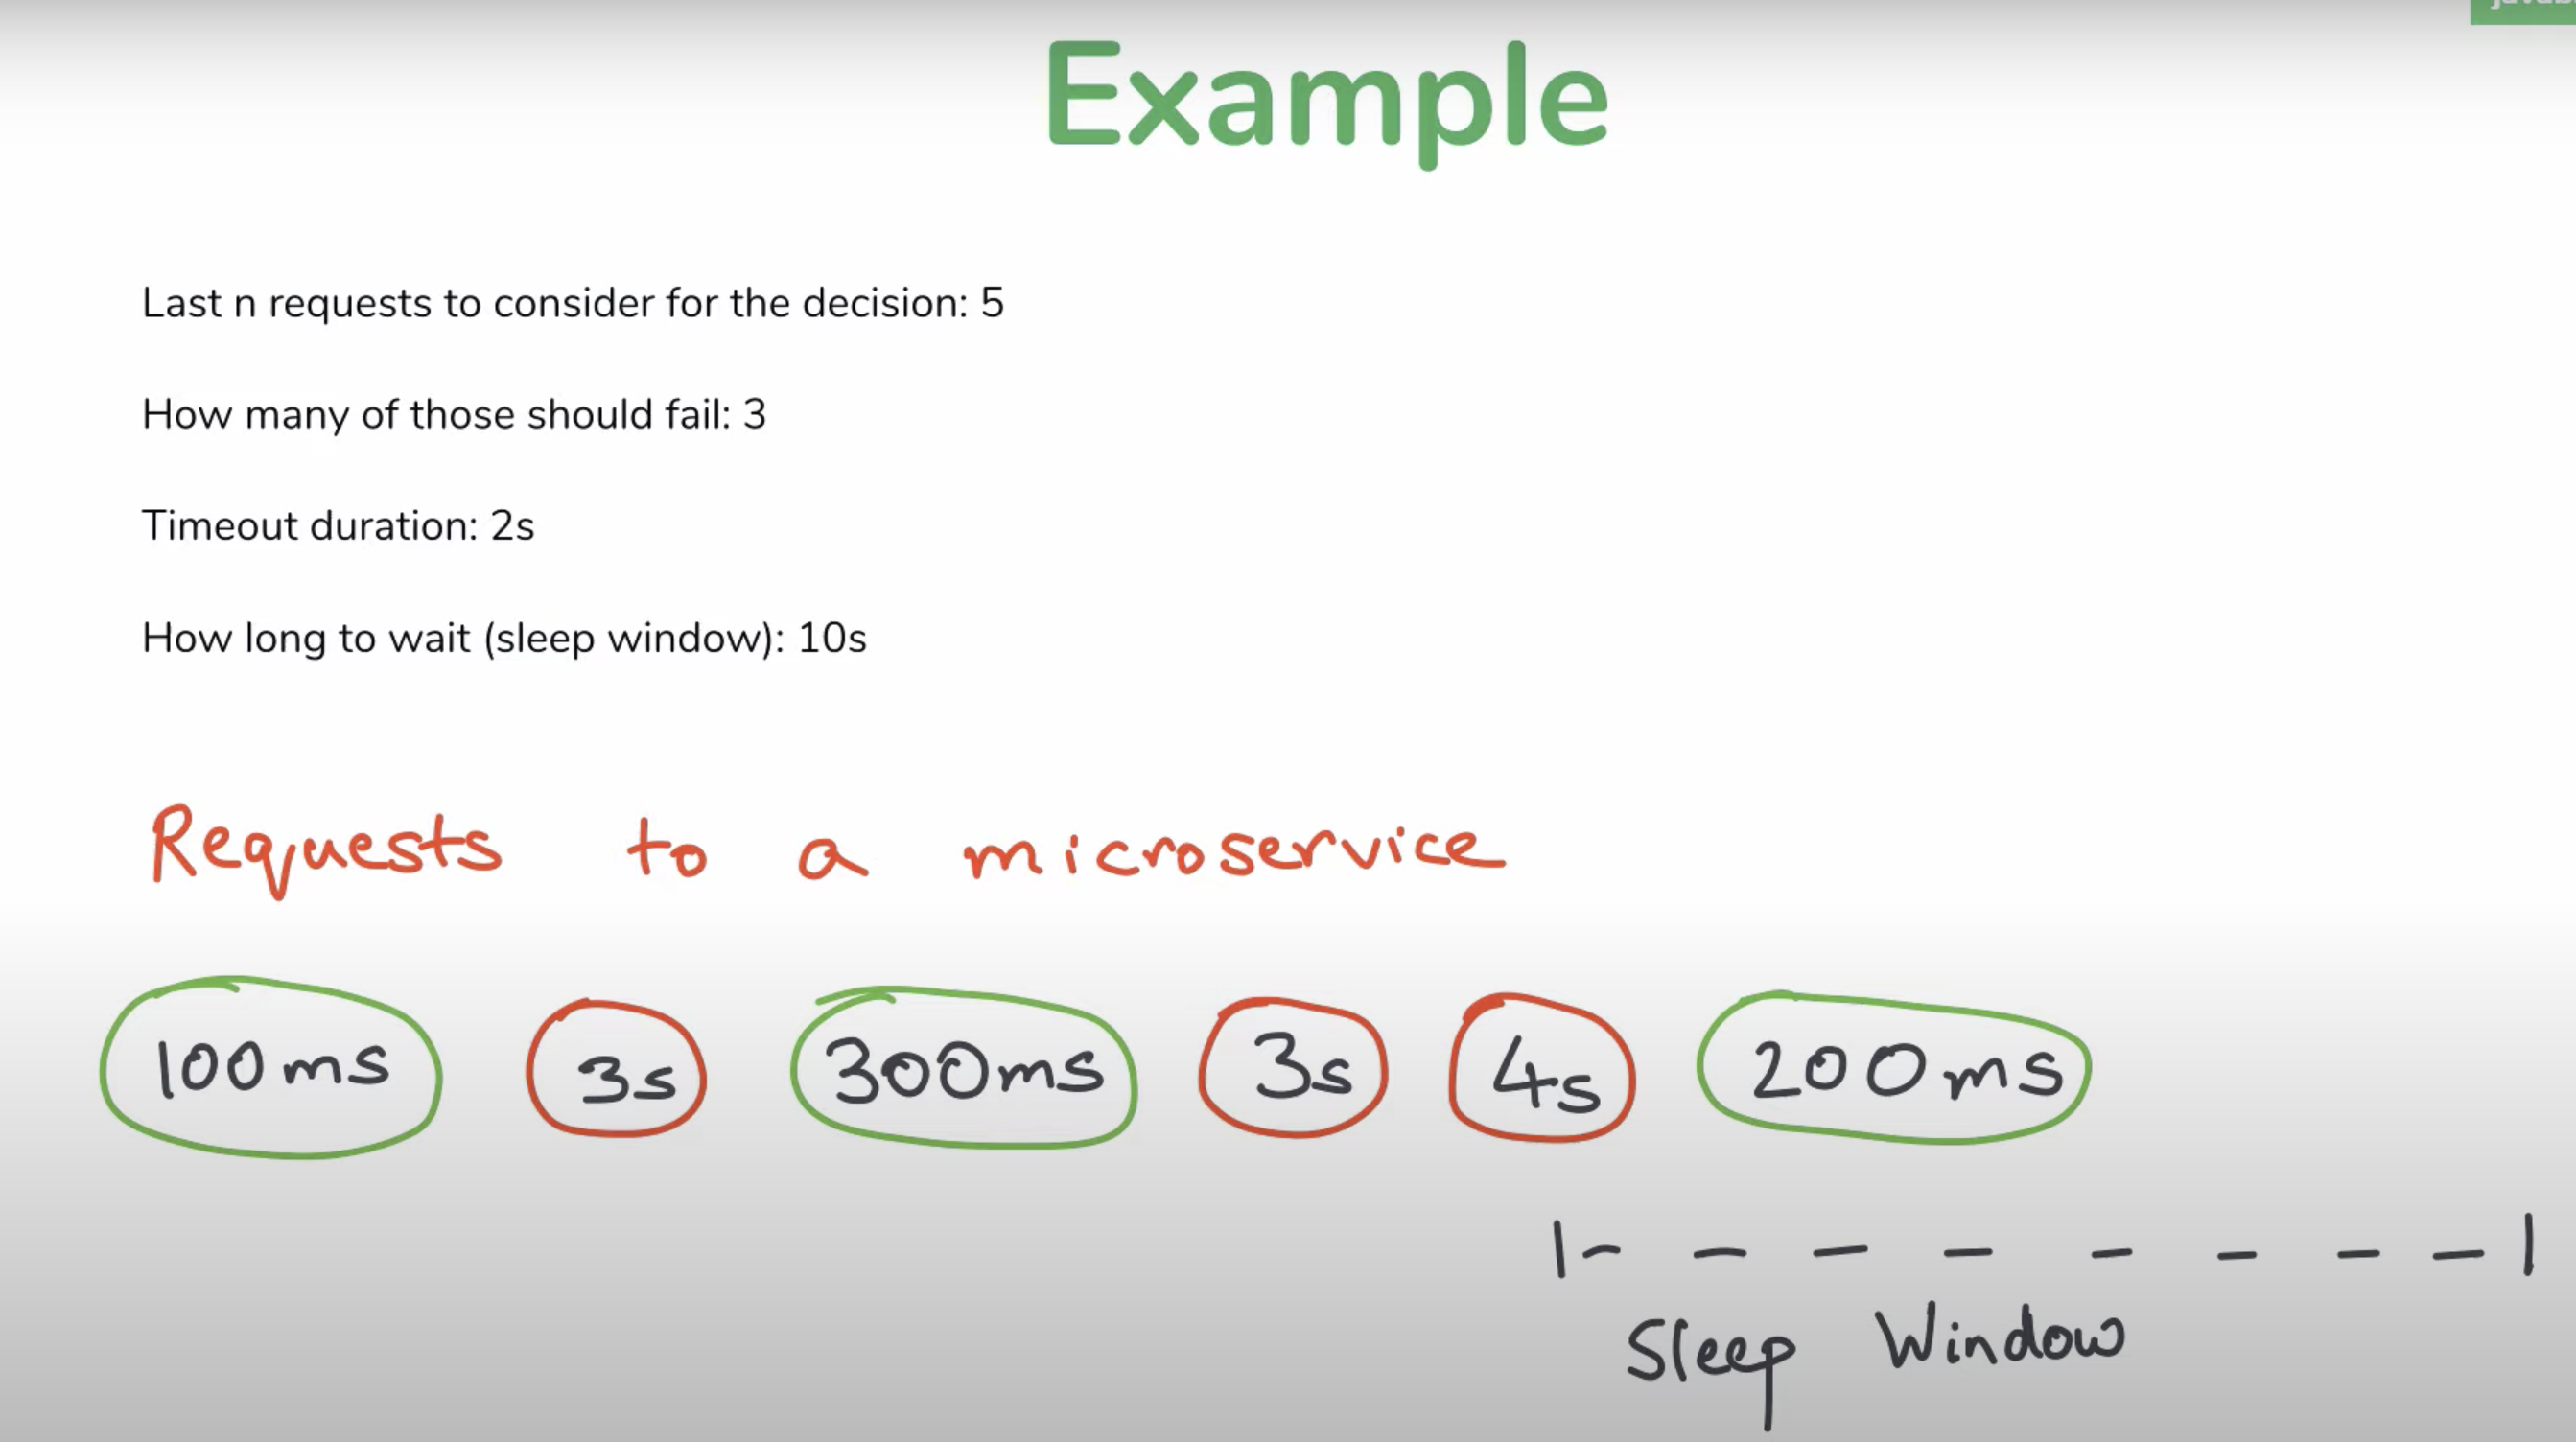 Example
Last n requests to consider for the decision: 5
How many of those should fail: 3
Timeout duration: 2s
How long to wait (sleep window): 10s
Requests to a microservice
100ms 3s 300ms 3s 4s 200ms
Sleep Window